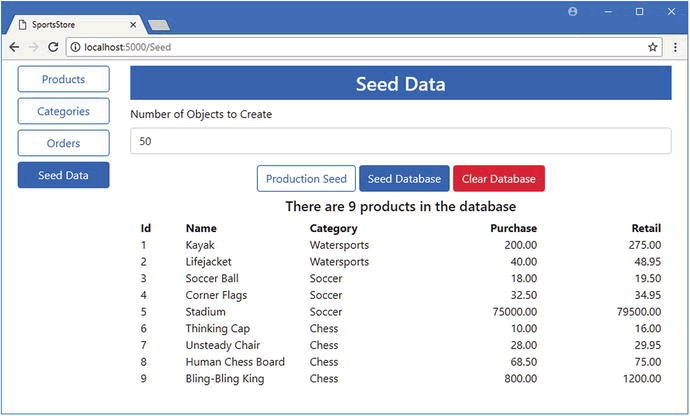 SportsStore
localhost:5000/Seed
Products
Categories
Orders
Seed Data
Seed Data
Number of Objects to Create
50
Production Seed Seed Database Clear Database
There are 9 products in the database
Id Name Category Purchase Retail
1 Kayak Watersports 200.00 275.00
2 Lifejacket Watersports 40.00 48.95
3 Soccer Ball Soccer 18.00 19.50
4 Corner Flags Soccer 32.50 34.95
5 Stadium Soccer 75000.00 79500.00
6 Thinking Cap Chess 10.00 16.00
7 Unsteady Chair Chess 28.00 29.95
8 Human Chess Board Chess 68.50 75.00
9 Bling-Bling King Chess 800.00 1200.00